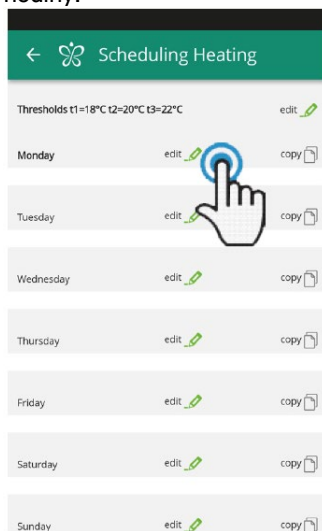 Scheduling Heating
Thresholds t1=18°C t2=20°C t3=22°C edit
Monday edit copy
Tuesday edit copy
Wednesday edit copy
Thursday edit copy
Friday edit copy
Saturday edit copy
Sunday edit copy